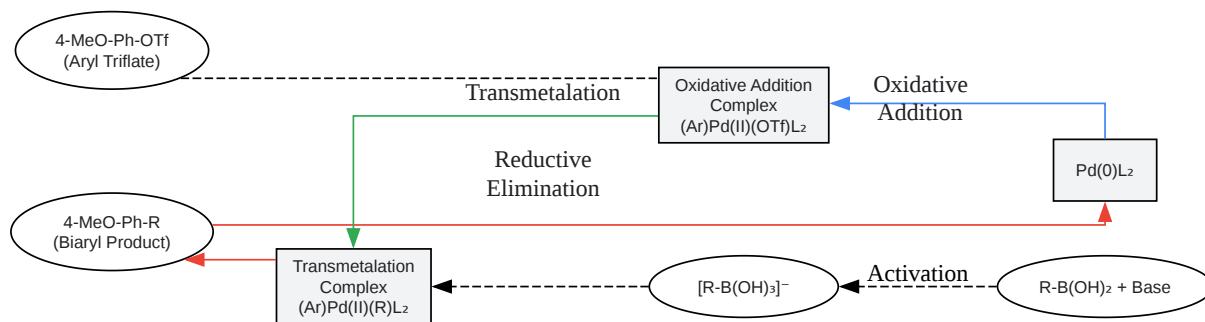 4-MeO-Ph-OTf
(Aryl Triflate)
Transmetalation
Oxidative Addition
Complex
(Ar)Pd(II)(OTf)L₂
Oxidative
Addition
Reductive
Elimination
Pd(0)L₂
4-MeO-Ph-R
(Biaryl Product)
Transmetalation
Complex
(Ar)Pd(II)(R)L₂
[R-B(OH)₃]⁻
Activation
R-B(OH)₂ + Base